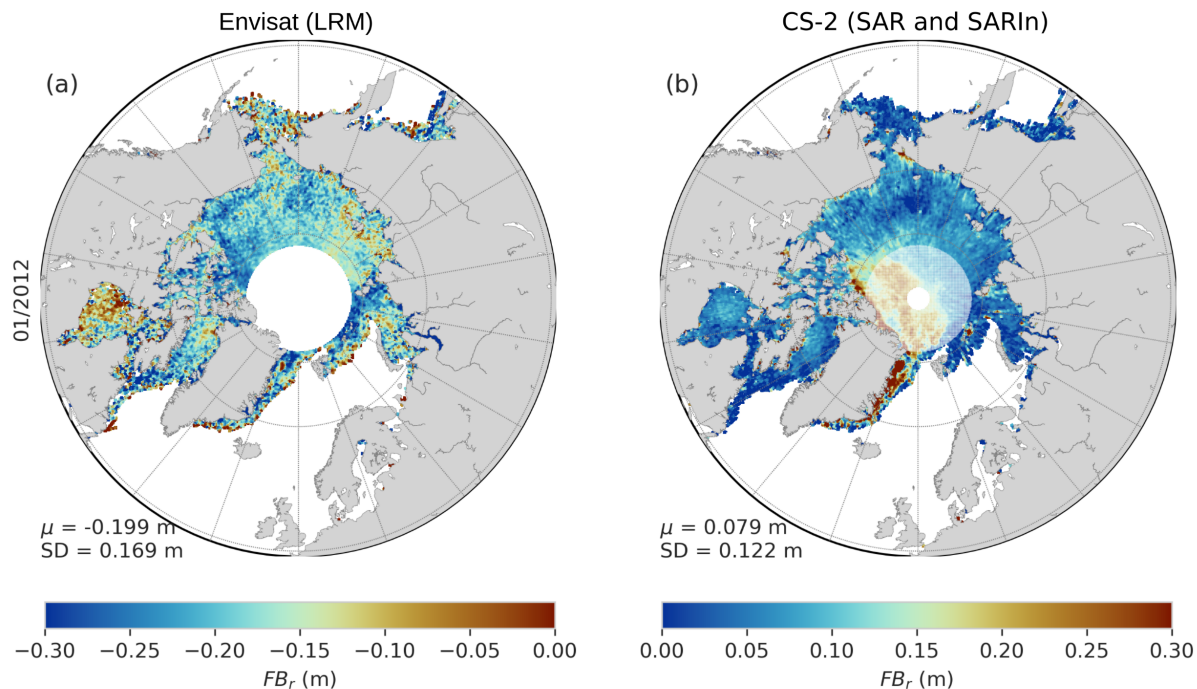 Envisat (LRM)
CS-2 (SAR and SARIn)
(a)
(b)
01/2012
μ = -0.199 m
SD = 0.169 m
μ = 0.079 m
SD = 0.122 m
−0.30 −0.25 −0.20 −0.15 −0.10 −0.05 0.00
0.00 0.05 0.10 0.15 0.20 0.25 0.30
FBr (m)
FBr (m)